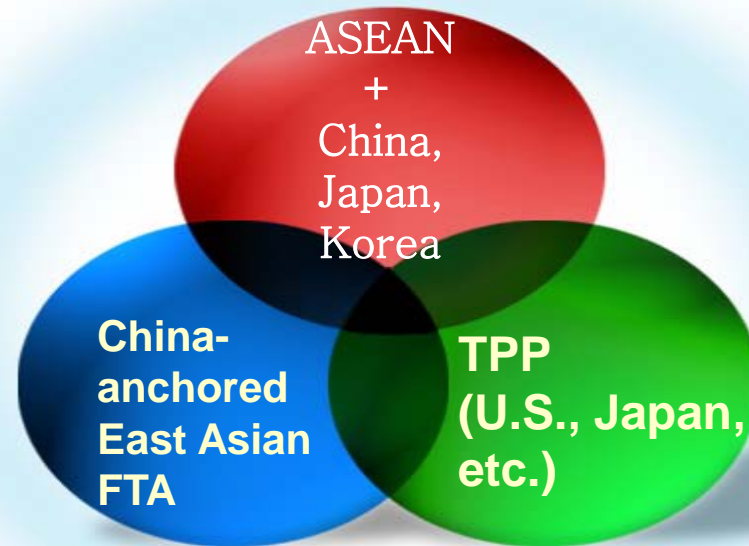 ASEAN
+
China,
Japan,
Korea
China-
anchored
East Asian
FTA
TPP
(U.S., Japan,
etc.)